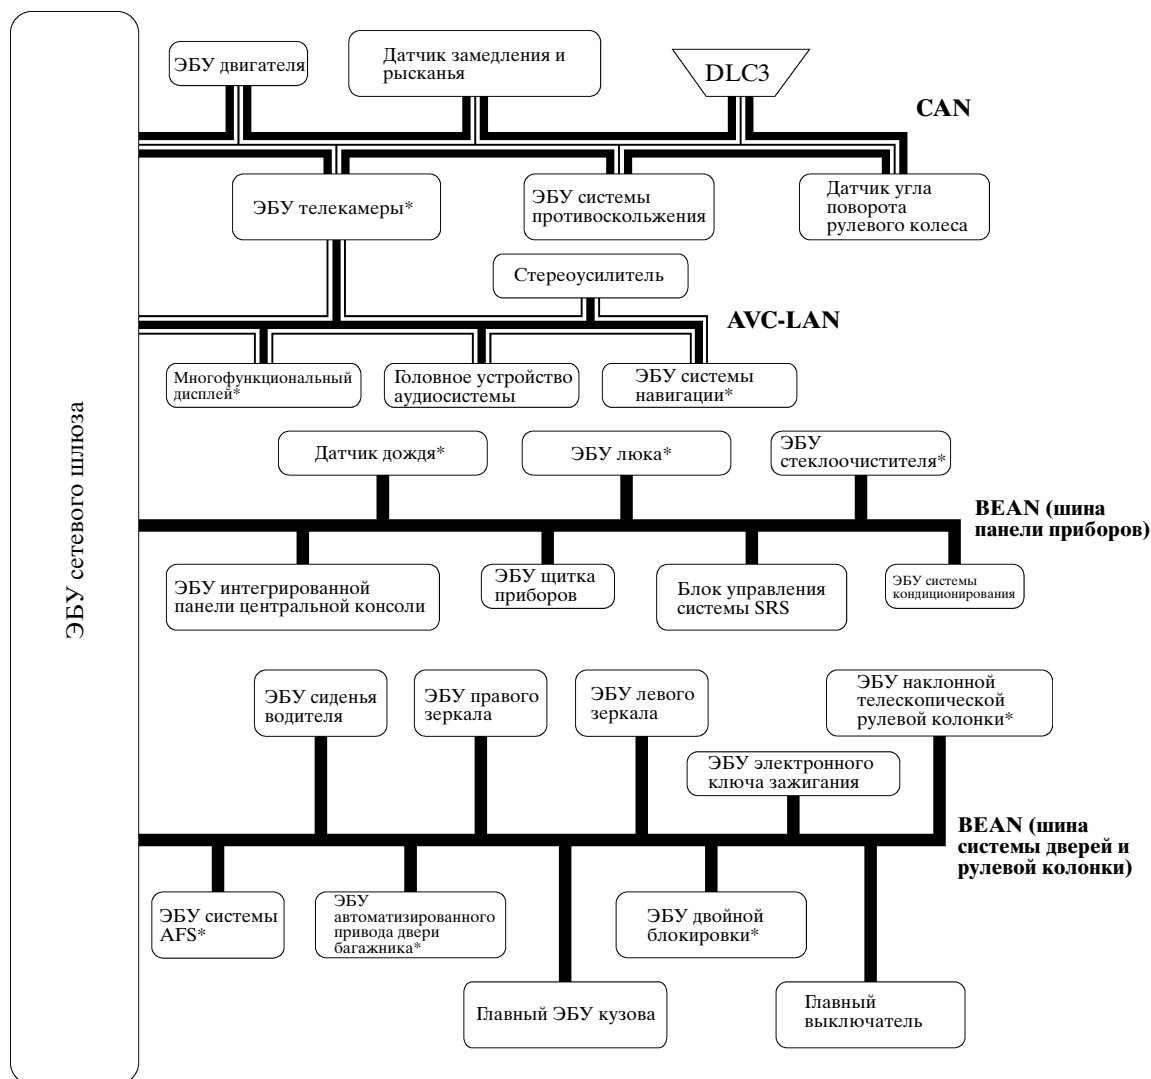 ЭБУ сетевого шлюза
ЭБУ двигателя
Датчик замедления и
рысканья
DLC3
CAN
ЭБУ телекамеры*
ЭБУ системы
противоскольжения
Датчик угла
поворота
рулевого колеса
Стереоусилитель
AVC-LAN
Многофункциональный
дисплей*
Головное устройство
аудиосистемы
ЭБУ системы
навигации*
Датчик дождя*
ЭБУ люка*
ЭБУ
стеклоочистителя*
BEAN (шина
панели приборов)
ЭБУ интегрированной
панели центральной консоли
ЭБУ щитка
приборов
Блок управления
системы SRS
ЭБУ системы
кондиционирования
ЭБУ сиденья
водителя
ЭБУ правого
зеркала
ЭБУ левого
зеркала
ЭБУ наклонной
телескопической
рулевой колонки*
ЭБУ электронного
ключа зажигания
BEAN (шина
системы дверей и
рулевой колонки)
ЭБУ системы
AFS*
ЭБУ
автоматизированного
привода двери
багажника*
ЭБУ двойной
блокировки*
Главный ЭБУ кузова
Главный
выключатель